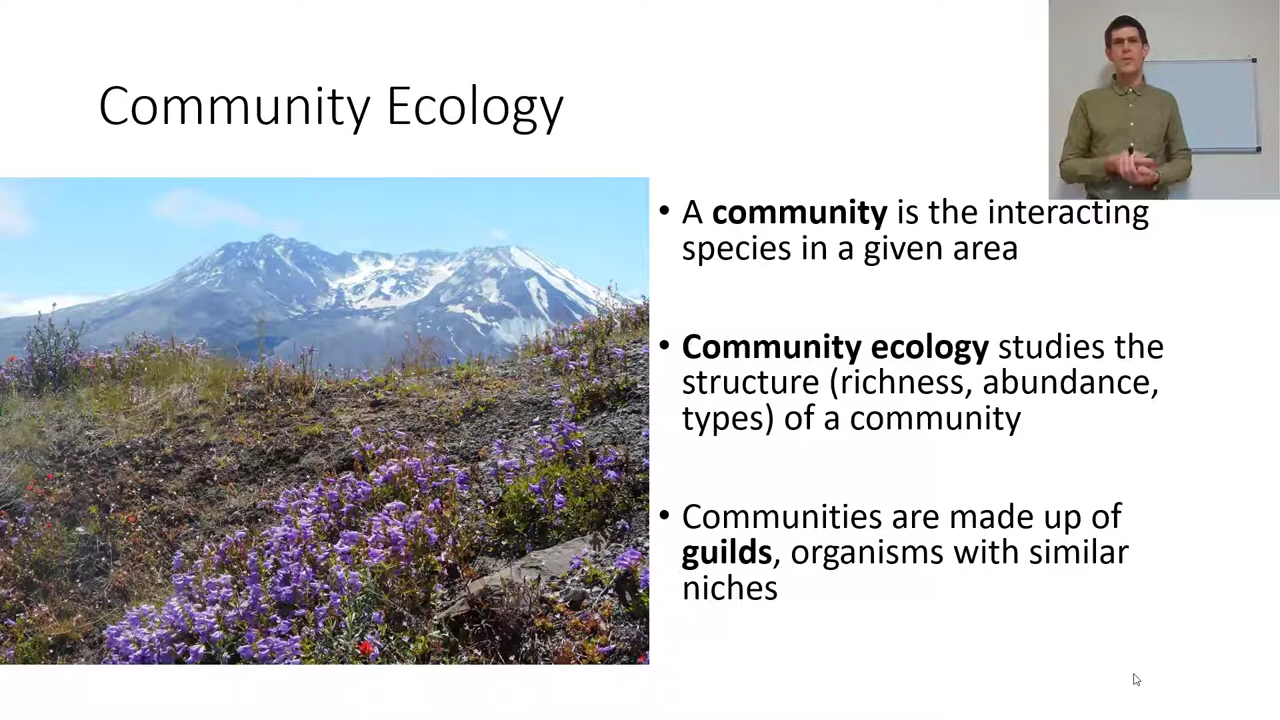 Community Ecology
• A community is the interacting
species in a given area
• Community ecology studies the
structure (richness, abundance,
types) of a community
• Communities are made up of
guilds, organisms with similar
niches